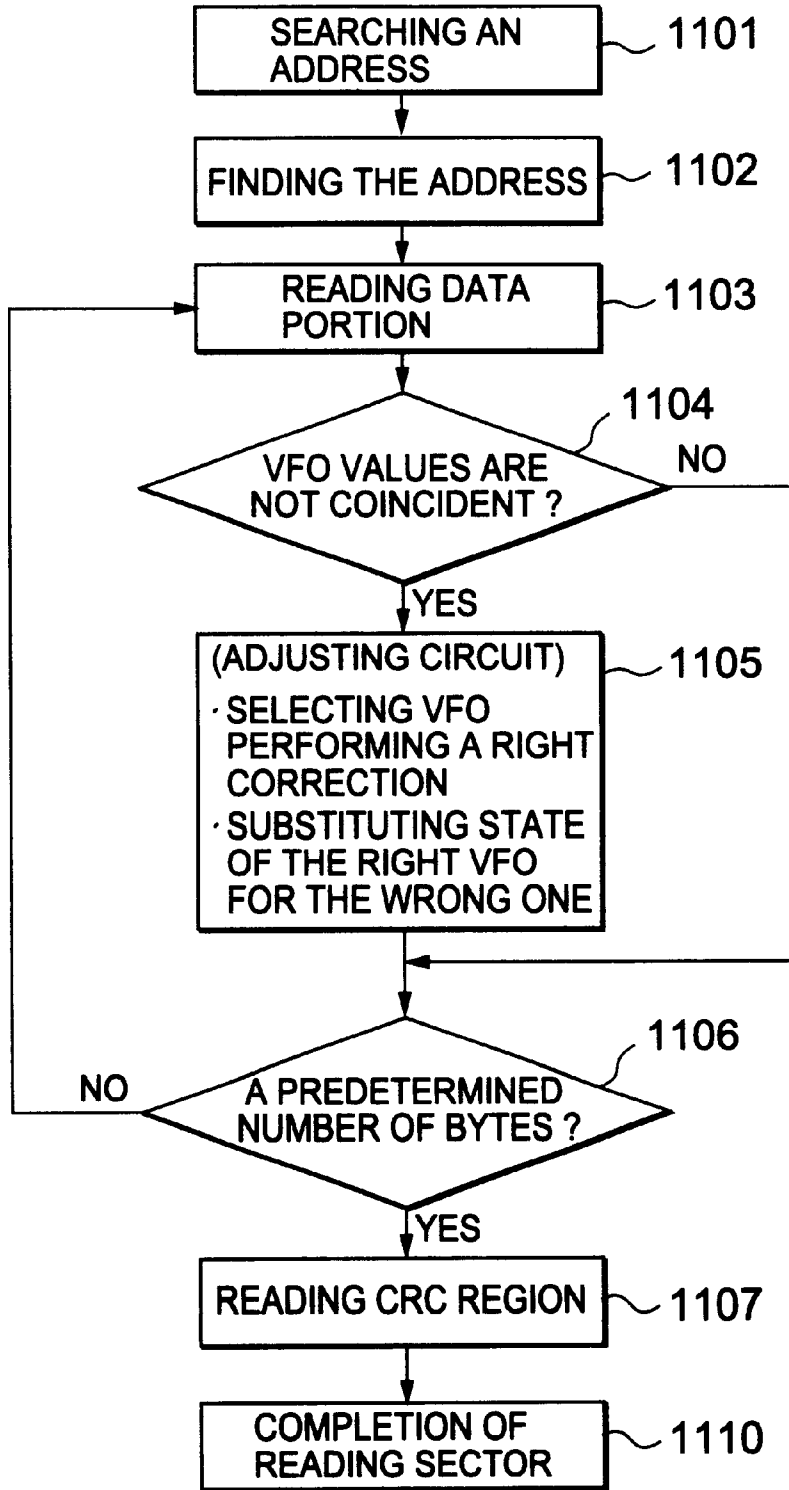 SEARCHING AN
ADDRESS
1101
FINDING THE ADDRESS
1102
READING DATA
PORTION
1103
1104
VFO VALUES ARE
NOT COINCIDENT ?
NO
YES
(ADJUSTING CIRCUIT)
· SELECTING VFO
PERFORMING A RIGHT
CORRECTION
· SUBSTITUTING STATE
OF THE RIGHT VFO
FOR THE WRONG ONE
1105
1106
NO
A PREDETERMINED
NUMBER OF BYTES ?
YES
READING CRC REGION
1107
COMPLETION OF
READING SECTOR
1110